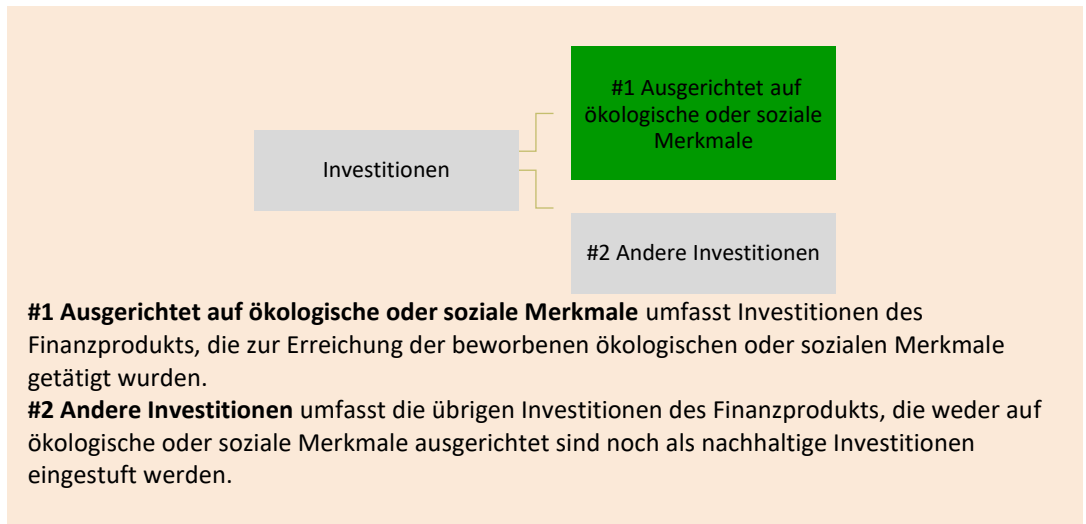 #1 Ausgerichtet auf
ökologische oder soziale
Merkmale
Investitionen
#2 Andere Investitionen
#1 Ausgerichtet auf ökologische oder soziale Merkmale umfasst Investitionen des
Finanzprodukts, die zur Erreichung der beworbenen ökologischen oder sozialen Merkmale
getätigt wurden.
#2 Andere Investitionen umfasst die übrigen Investitionen des Finanzprodukts, die weder auf
ökologische oder soziale Merkmale ausgerichtet sind noch als nachhaltige Investitionen
eingestuft werden.